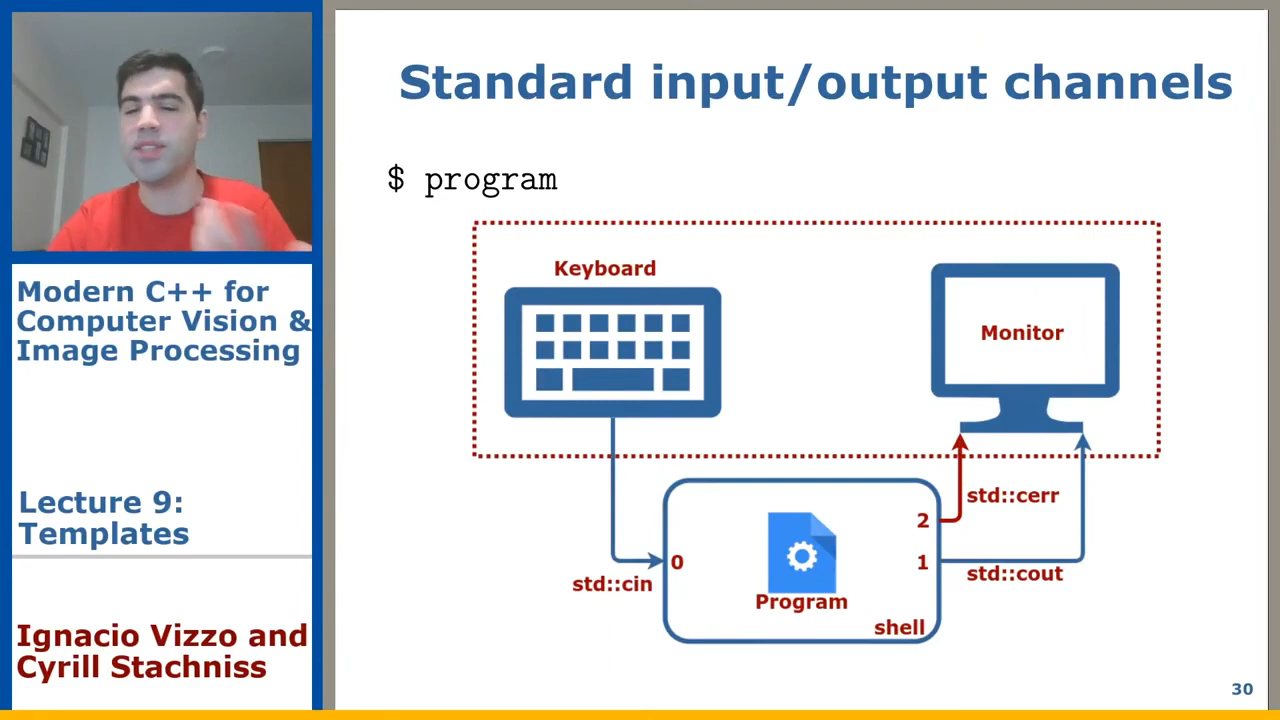 Standard input/output channels
$ program
Keyboard
Monitor
std::cerr
2
0
1
std::cin
std::cout
Program
shell
30
Modern C++ for
Computer Vision &
Image Processing
Lecture 9:
Templates
Ignacio Vizzo and
Cyrill Stachniss